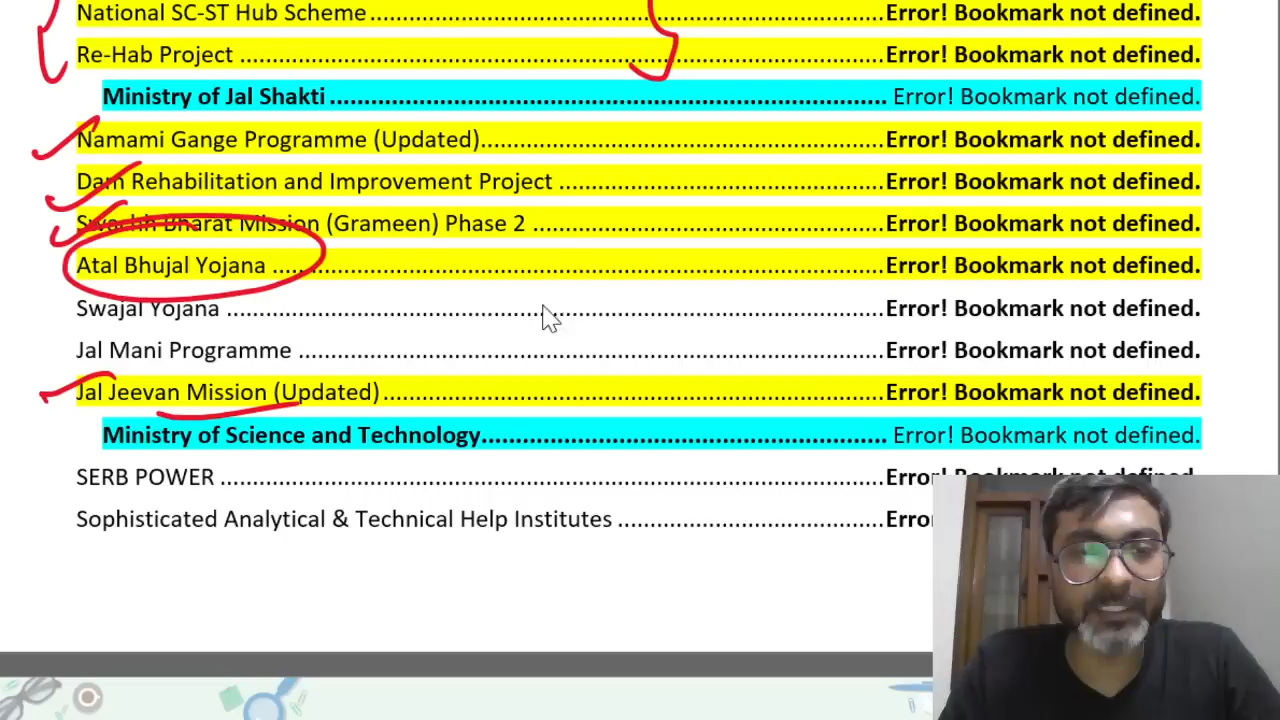 National SC-ST Hub Scheme ........................................................ Error! Bookmark not defined.
Re-Hab Project ........................................................ Error! Bookmark not defined.
Ministry of Jal Shakti ........................................................ Error! Bookmark not defined.
Namami Gange Programme (Updated)........................................................ Error! Bookmark not defined.
Dam Rehabilitation and Improvement Project ........................................................ Error! Bookmark not defined.
Swachh Bharat Mission (Grameen) Phase 2 ........................................................ Error! Bookmark not defined.
Atal Bhujal Yojana ........................................................ Error! Bookmark not defined.
Swajal Yojana ........................................................ Error! Bookmark not defined.
Jal Mani Programme ........................................................ Error! Bookmark not defined.
Jal Jeevan Mission (Updated) ........................................................ Error! Bookmark not defined.
Ministry of Science and Technology........................................................ Error! Bookmark not defined.
SERB POWER ........................................................ Error! Bookmark not defined.
Sophisticated Analytical & Technical Help Institutes ........................................................ Erro